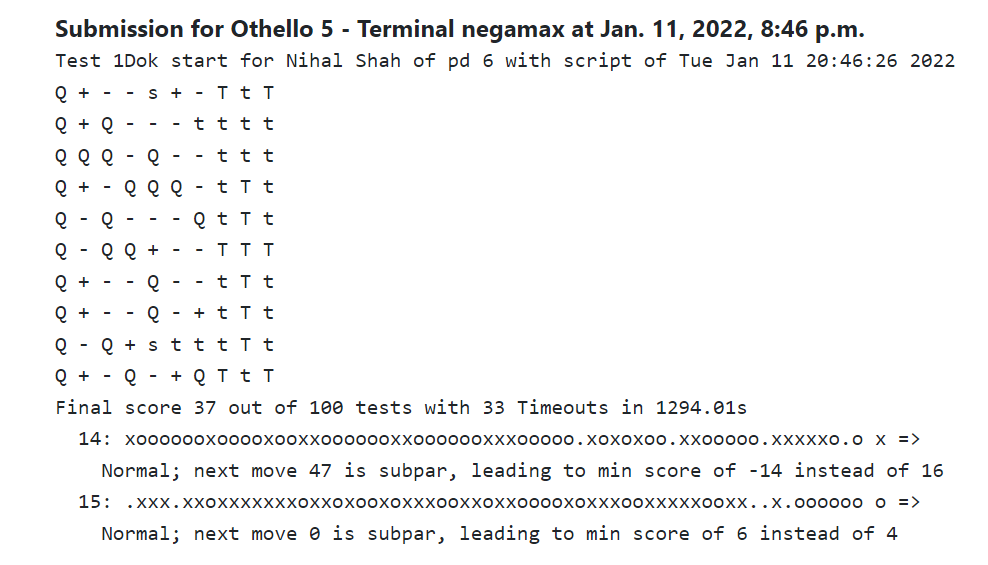 Submission for Othello 5 - Terminal negamax at Jan. 11, 2022, 8:46 p.m.
Test 1Dok start for Nihal Shah of pd 6 with script of Tue Jan 11 20:46:26 2022
Q + - - s + - T t T
Q + Q - - - t t t t
Q Q Q - Q - - t t t
Q + - Q Q Q - t T t
Q - Q - - - Q t T t
Q - Q Q + - - T T T
Q + - - Q - - t T t
Q + - - Q - + t T t
Q - Q + s t t t T t
Q + - Q - + Q T t T
Final score 37 out of 100 tests with 33 Timeouts in 1294.01s
14: xooooooxooooxooxxooooooxxooooooxxxooooo.xoxoxoo.xxooooo.xxxxxo.o x =>
Normal; next move 47 is subpar, leading to min score of -14 instead of 16
15: .xxx.xxoxxxxxxxoxxoxooxoxxxooxxoxxooooxoxxxooxxxxxooxx..x.oooooo o =>
Normal; next move 0 is subpar, leading to min score of 6 instead of 4